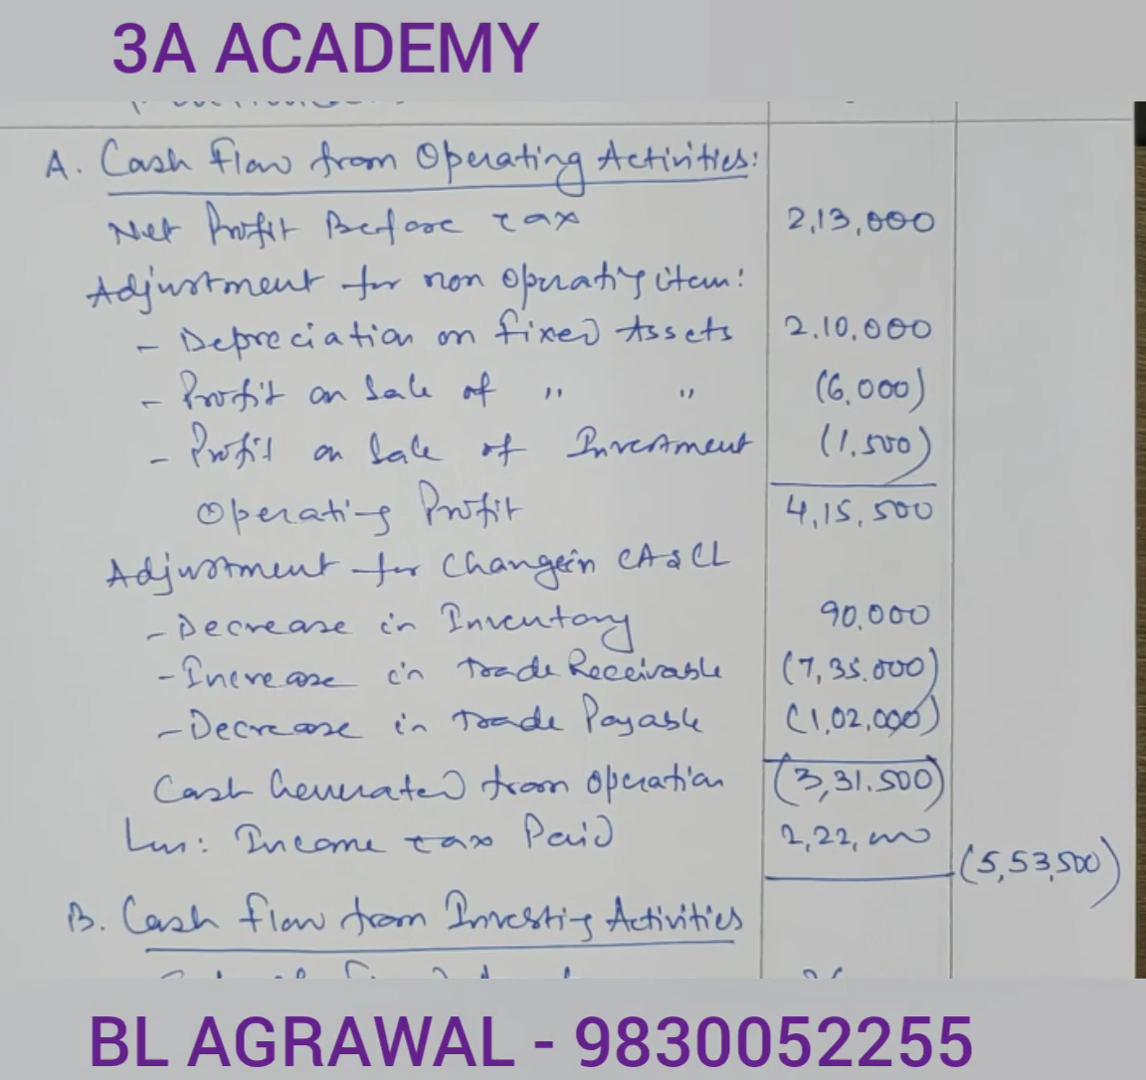 3A ACADEMY
A. Cash Flow from Operating Activities:
Net Profit Before tax 2,13,000
Adjustment for non operating item:
- Depreciation on fixed Assets 2,10,000
- Profit on Sale of " " (6,000)
- Profit on Sale of Investment (1,500)
Operating Profit 4,15,500
Adjustment for Change in CA & CL
- Decrease in Inventory 90,000
- Increase in Trade Receivable (7,35,000)
- Decrease in Trade Payable (1,02,000)
Cash Generated from operation (3,31,500)
Less: Income tax Paid 2,22,000 (5,53,500)
B. Cash Flow from Investing Activities
BL AGRAWAL - 9830052255